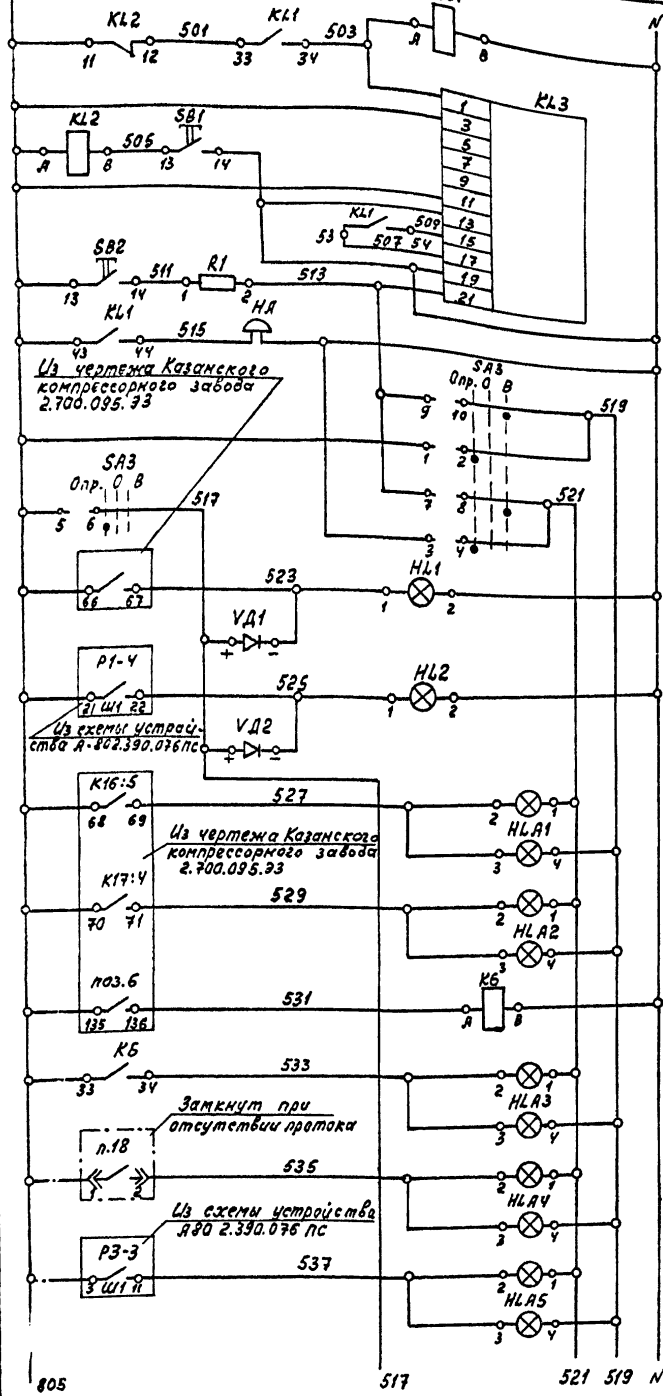 KL2 501 KL1 503 N
11 12 33 34 A B
KL3
1
3
5
7
9
11
13
15
17
19
21
KL2 505 SB1
A B 13 14
KL1 509
53 507 54
SB2 511 R1 513
13 14 1 2
KL1 515 НА
43 44
Из чертежа Казанского
компрессорного завода
2.700.095.Э3
SA3
Опр. О В
9 10 519
1 2
7 8 521
3 4
SA3
Опр. О В
517
5 6
523 HL1
66 67 1 2
VД1
+ -
Р1-4 525 HL2
21 Ш1 22 1 2
Из схемы устрой-
ства А-802.390.076ПС
VД2
+ -
К16:5 527
68 69 2 1
HLA1
3 4
Из чертежа Казанского
компрессорного завода
2.700.095.Э3
К17:4 529
70 71 2 1
HLA2
3 4
поз.6 531 К6
135 136 A B
К6 533
33 34 2 1
HLA3
3 4
Замкнут при
отсутствии протока
п.18 535
1 2 2 1
HLA4
3 4
Из схемы устройства
А80 2.390.076 ПС
Р3-3 537
3 Ш1 11 2 1
HLA5
3 4
805 517 521 519 N